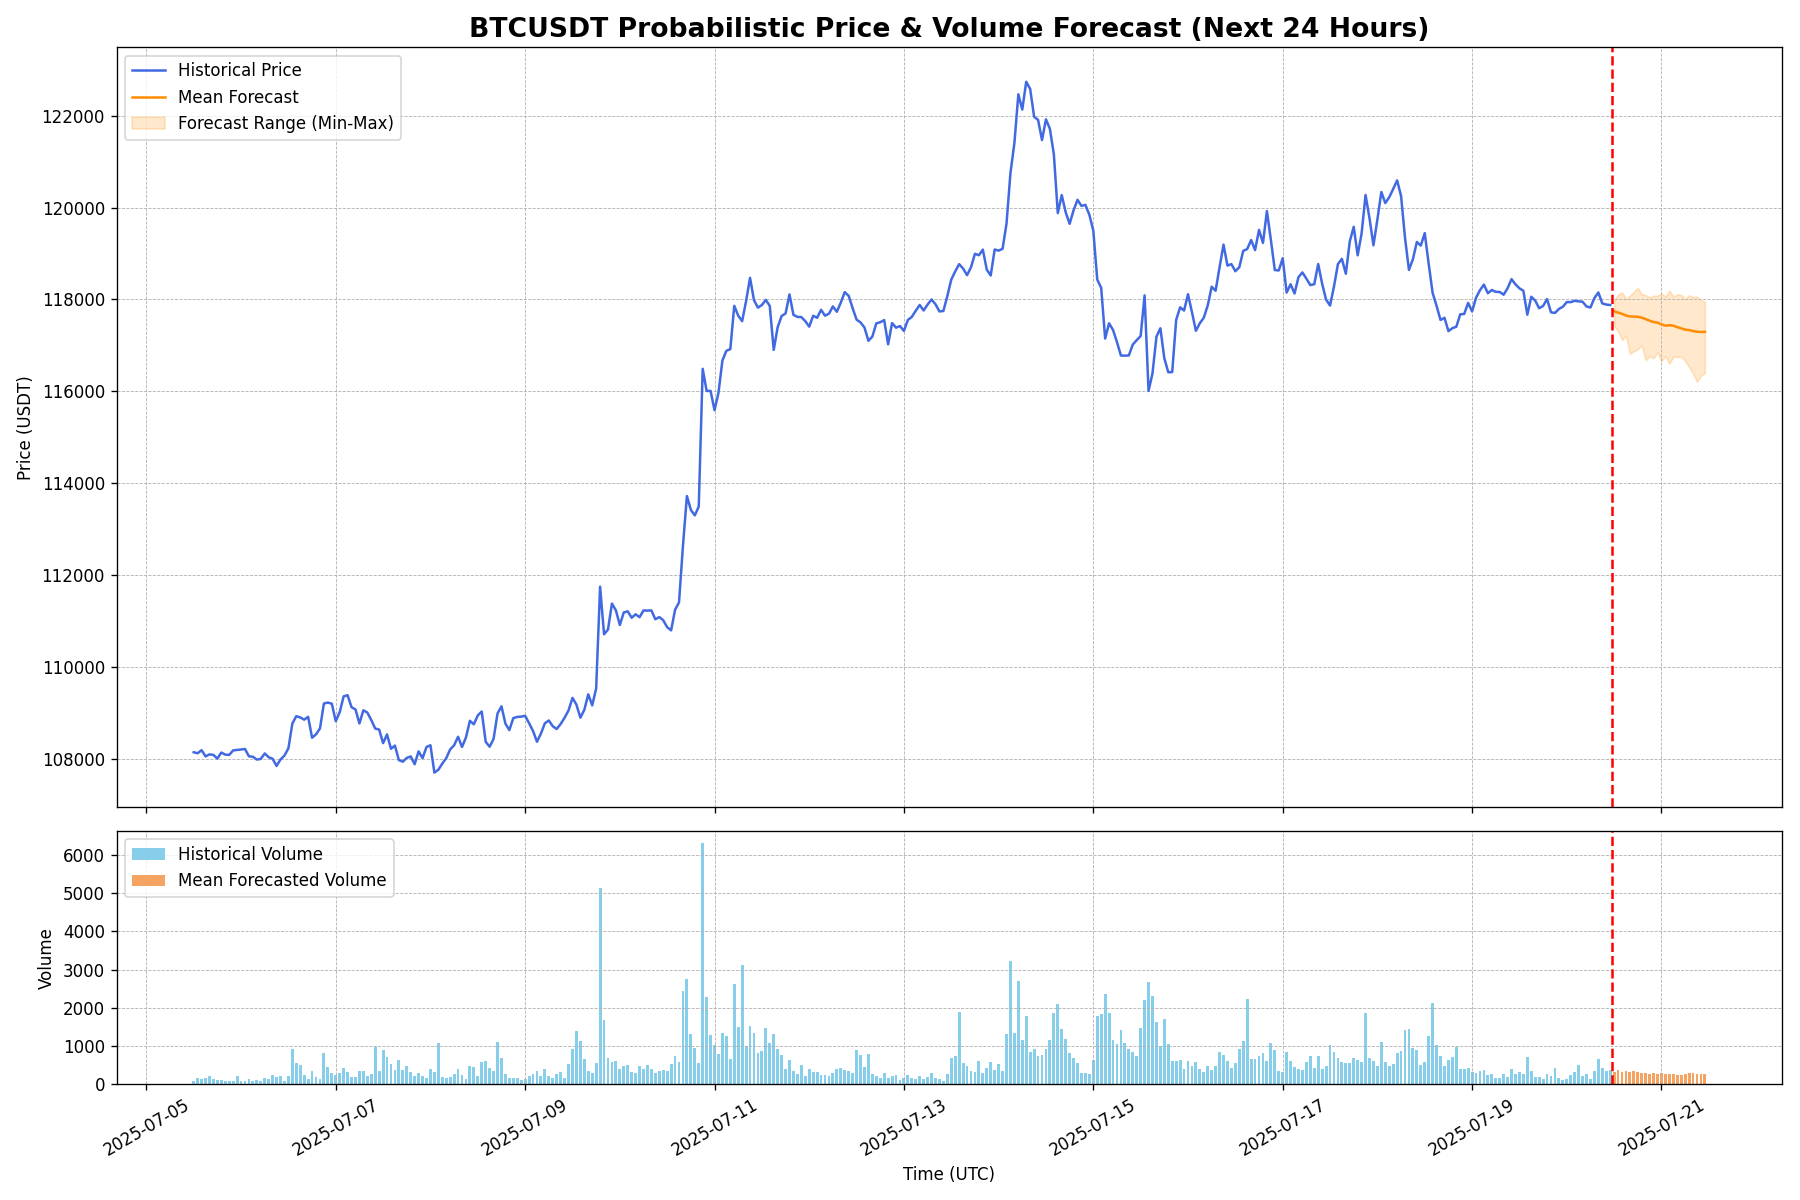 BTCUSDT Probabilistic Price & Volume Forecast (Next 24 Hours)
Historical Price
Mean Forecast
Forecast Range (Min-Max)
122000
120000
118000
116000
114000
112000
110000
108000
Price (USDT)
Historical Volume
Mean Forecasted Volume
6000
5000
4000
3000
2000
1000
0
Volume
2025-07-05
2025-07-07
2025-07-09
2025-07-11
2025-07-13
2025-07-15
2025-07-17
2025-07-19
2025-07-21
Time (UTC)